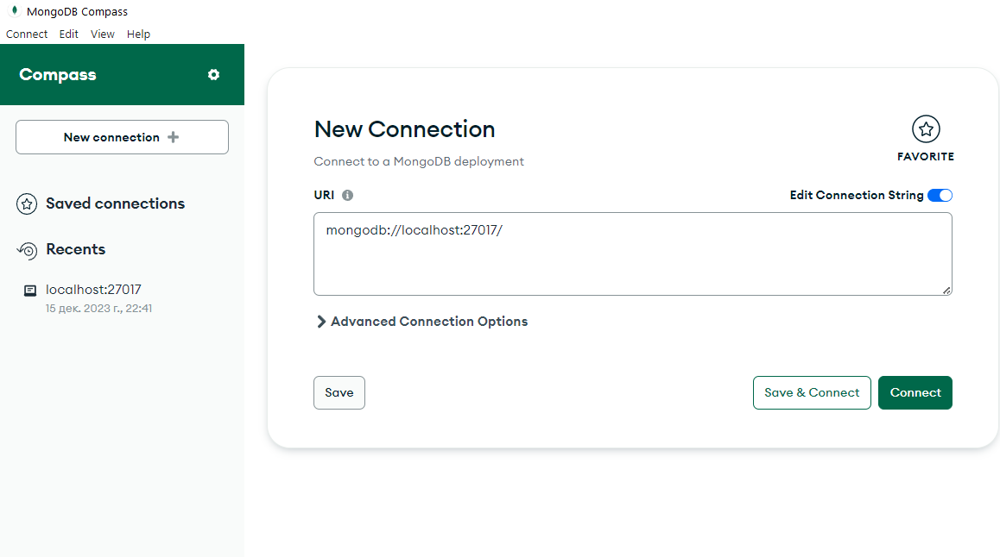 MongoDB Compass
Connect Edit View Help
Compass
New connection
Saved connections
Recents
localhost:27017
15 дек. 2023 г., 22:41
New Connection
FAVORITE
Connect to a MongoDB deployment
URI
Edit Connection String
mongodb://localhost:27017/
Advanced Connection Options
Save
Save & Connect
Connect